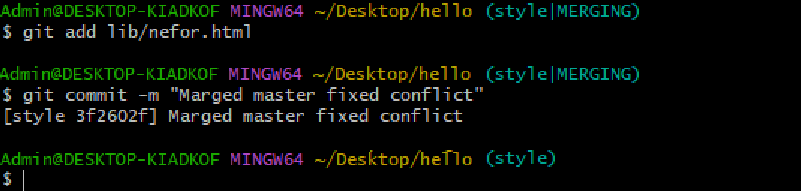 Admin@DESKTOP-KIADKOF MINGW64 ~/Desktop/hello (style|MERGING)
$ git add lib/nefor.html
Admin@DESKTOP-KIADKOF MINGW64 ~/Desktop/hello (style|MERGING)
$ git commit -m "Marged master fixed conflict"
[style 3f2602f] Marged master fixed conflict
Admin@DESKTOP-KIADKOF MINGW64 ~/Desktop/hello (style)
$